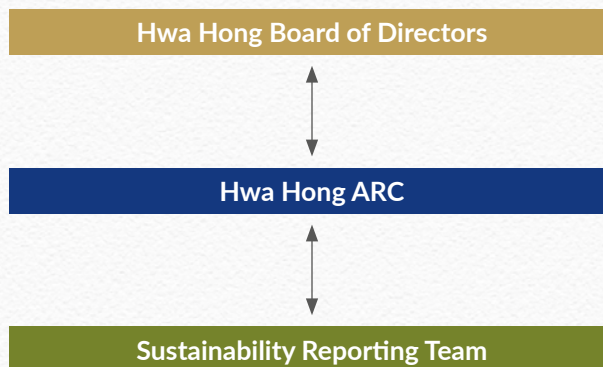 Hwa Hong Board of Directors
Hwa Hong ARC
Sustainability Reporting Team